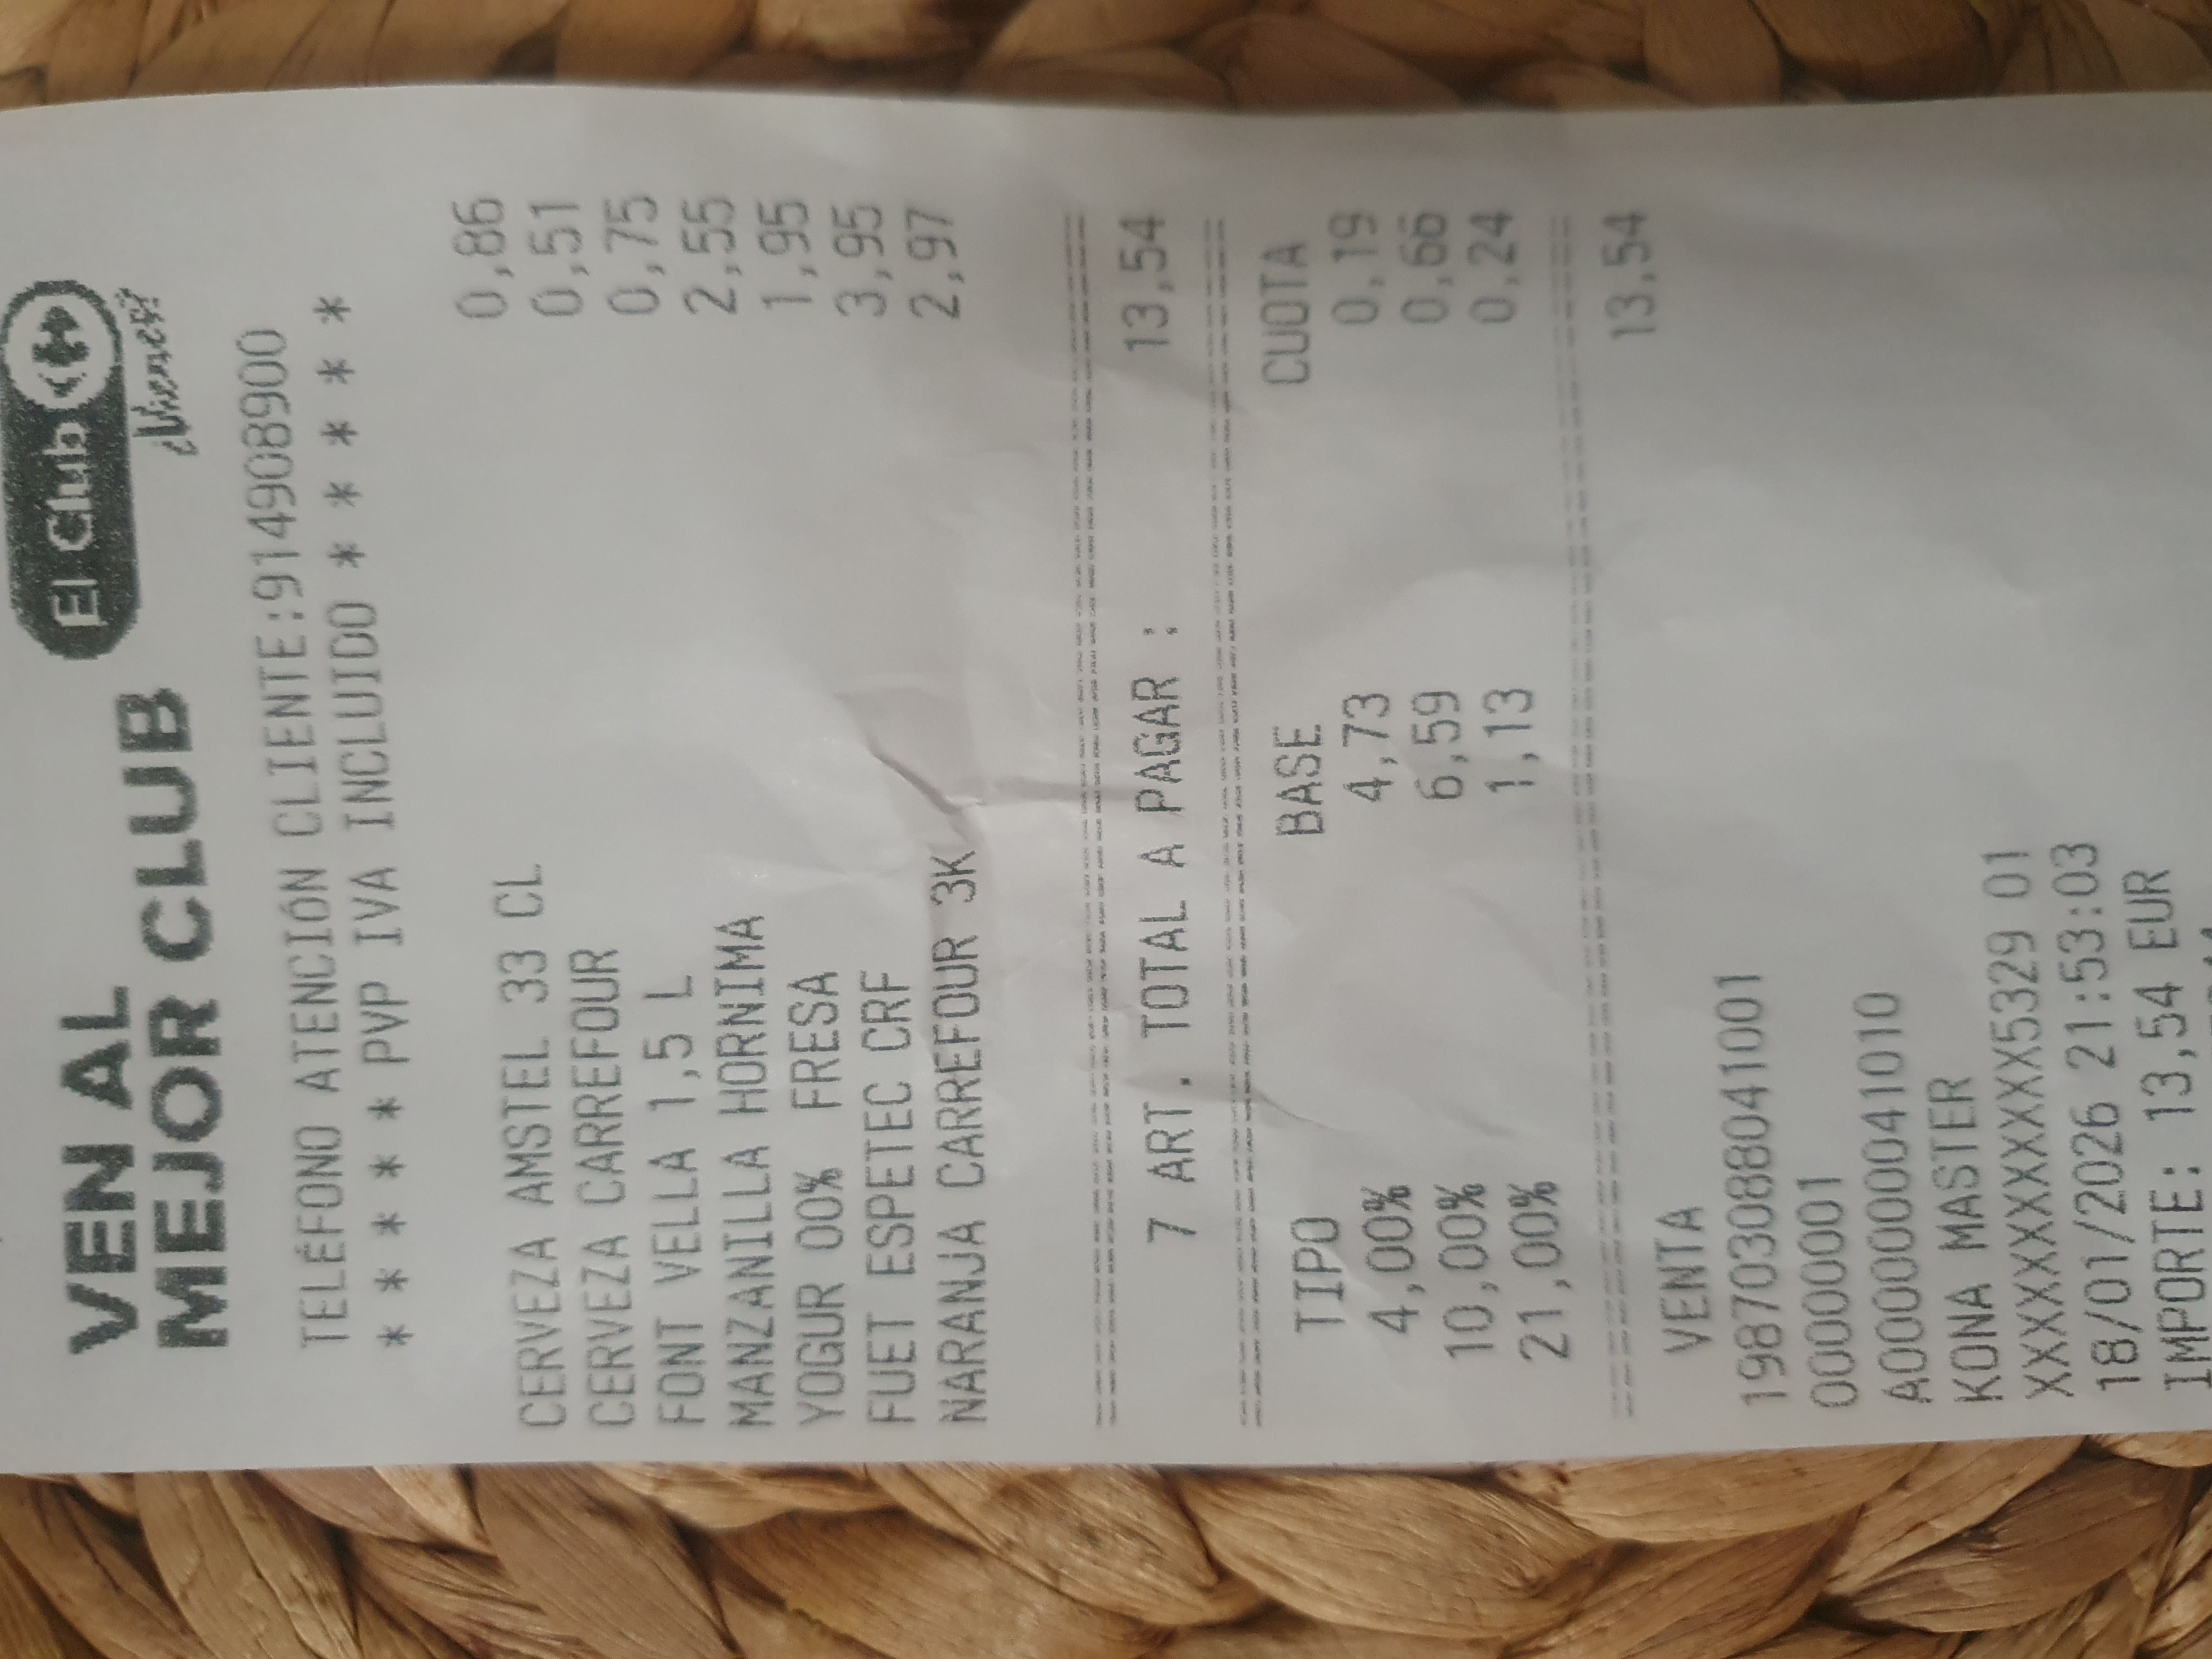 VEN AL
MEJOR CLUB
El Club
¿Vienes?
TELÉFONO ATENCIÓN CLIENTE:914908900
* * * * * PVP IVA INCLUIDO * * * * *
CERVEZA AMSTEL 33 CL 0,86
CERVEZA CARREFOUR 0,51
FONT VELLA 1,5 L 0,75
MANZANILLA HORNIMA 2,55
YOGUR 00% FRESA 1,95
FUET ESPETEC CRF 3,95
NARANJA CARREFOUR 3K 2,97
==========================================
7 ART. TOTAL A PAGAR : 13,54
==========================================
TIPO BASE CUOTA
4,00% 4,73 0,19
10,00% 6,59 0,66
21,00% 1,13 0,24
==========================================
13,54
VENTA
198703088041001
00000001
A0000000041010
KONA MASTER
XXXXXXXXXXXX5329 01
18/01/2026 21:53:03
IMPORTE: 13,54 EUR